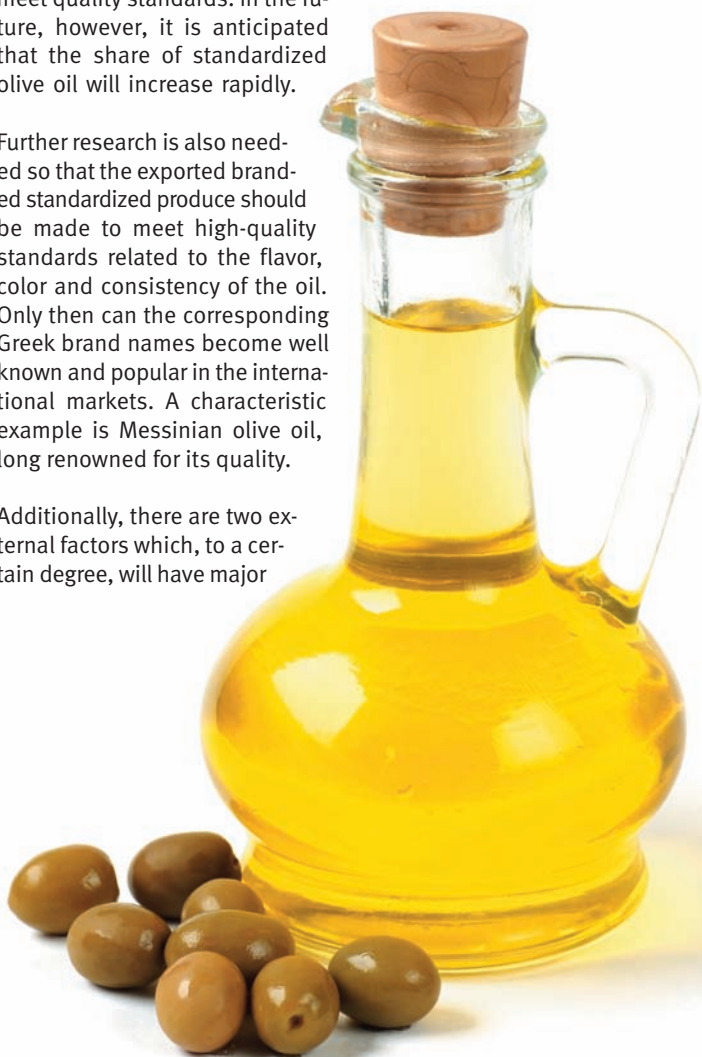 meet quality standards. In the fu-
ture, however, it is anticipated
that the share of standardized
olive oil will increase rapidly.
Further research is also need-
ed so that the exported brand-
ed standardized produce should
be made to meet high-quality
standards related to the flavor,
color and consistency of the oil.
Only then can the corresponding
Greek brand names become well
known and popular in the interna-
tional markets. A characteristic
example is Messinian olive oil,
long renowned for its quality.
Additionally, there are two ex-
ternal factors which, to a cer-
tain degree, will have major